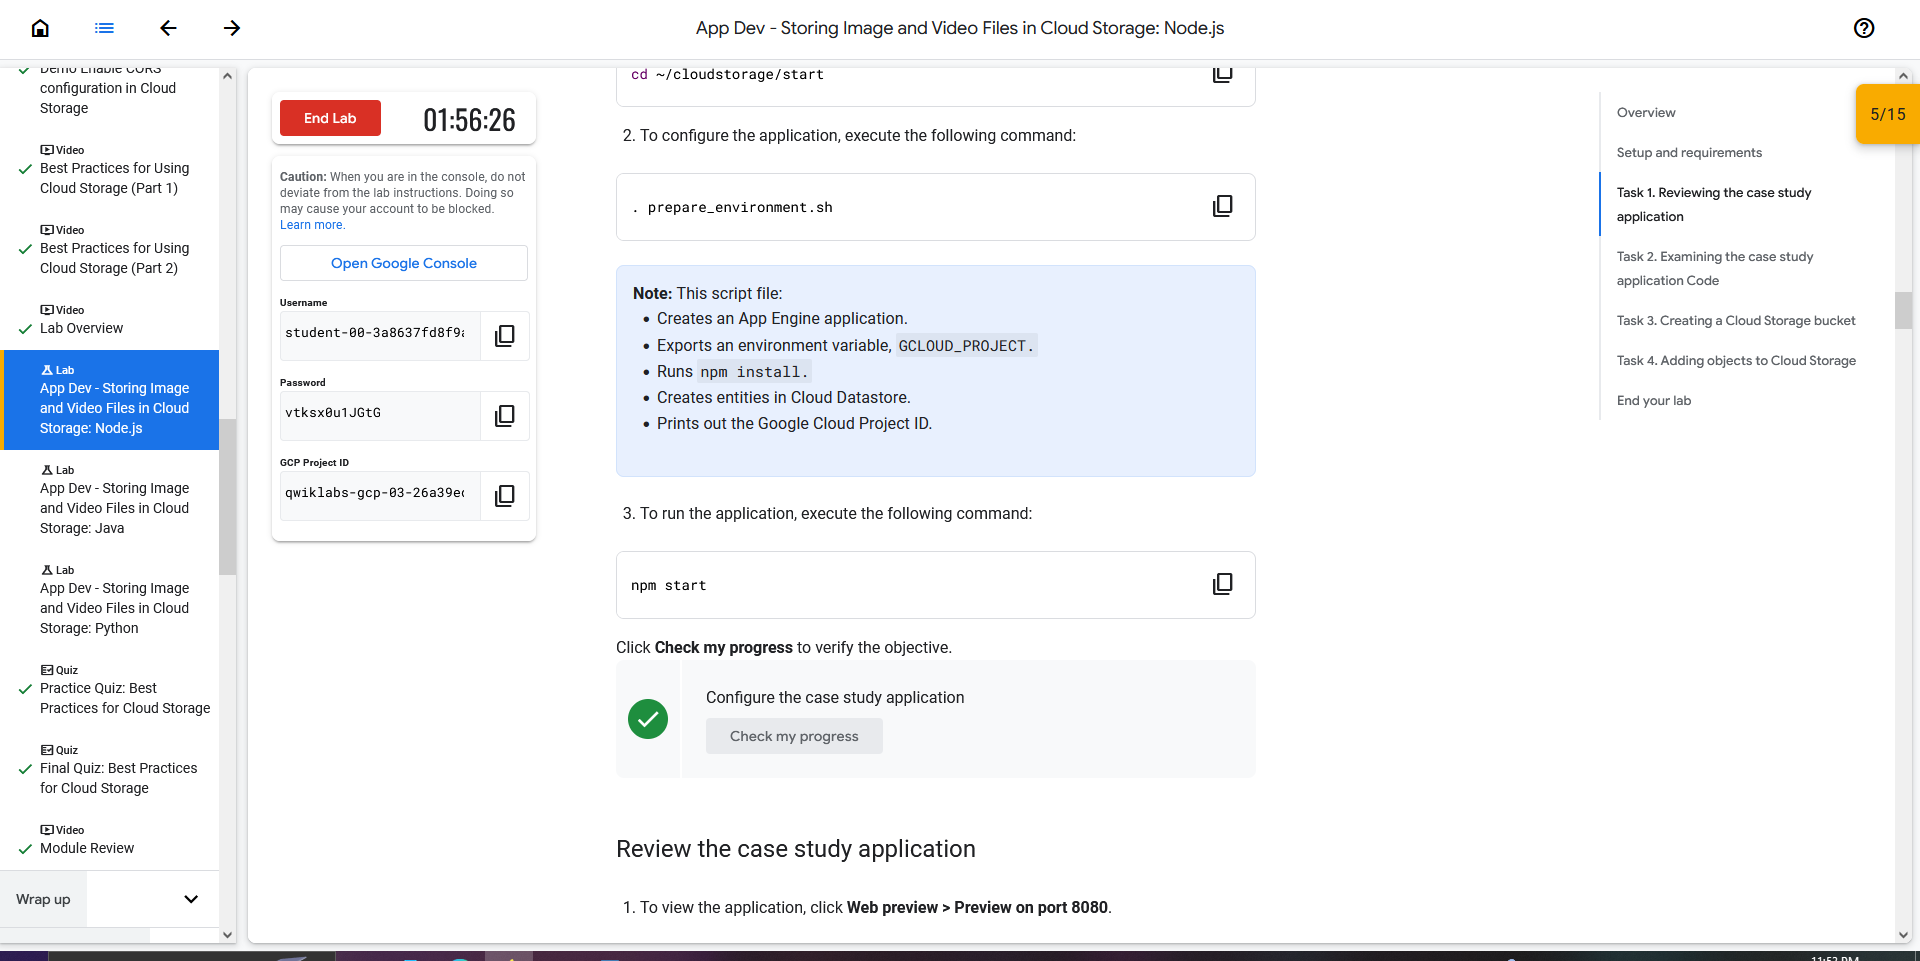 App Dev - Storing Image and Video Files in Cloud Storage: Node.js
Demo Enable CORS
configuration in Cloud
Storage
Video
Best Practices for Using
Cloud Storage (Part 1)
Video
Best Practices for Using
Cloud Storage (Part 2)
Video
Lab Overview
Lab
App Dev - Storing Image
and Video Files in Cloud
Storage: Node.js
Lab
App Dev - Storing Image
and Video Files in Cloud
Storage: Java
Lab
App Dev - Storing Image
and Video Files in Cloud
Storage: Python
Quiz
Practice Quiz: Best
Practices for Cloud Storage
Quiz
Final Quiz: Best Practices
for Cloud Storage
Video
Module Review
Wrap up
End Lab
01:56:26
Caution: When you are in the console, do not
deviate from the lab instructions. Doing so
may cause your account to be blocked.
Learn more.
Open Google Console
Username
student-00-3a8637fd8f9
Password
vtksx0u1JGtG
GCP Project ID
qwiklabs-gcp-03-26a39e
cd ~/cloudstorage/start
2. To configure the application, execute the following command:
. prepare_environment.sh
Note: This script file:
• Creates an App Engine application.
• Exports an environment variable, GCLOUD_PROJECT.
• Runs npm install.
• Creates entities in Cloud Datastore.
• Prints out the Google Cloud Project ID.
3. To run the application, execute the following command:
npm start
Click Check my progress to verify the objective.
Configure the case study application
Check my progress
Review the case study application
1. To view the application, click Web preview > Preview on port 8080.
Overview
Setup and requirements
Task 1. Reviewing the case study
application
Task 2. Examining the case study
application Code
Task 3. Creating a Cloud Storage bucket
Task 4. Adding objects to Cloud Storage
End your lab
5/15
11:52 PM